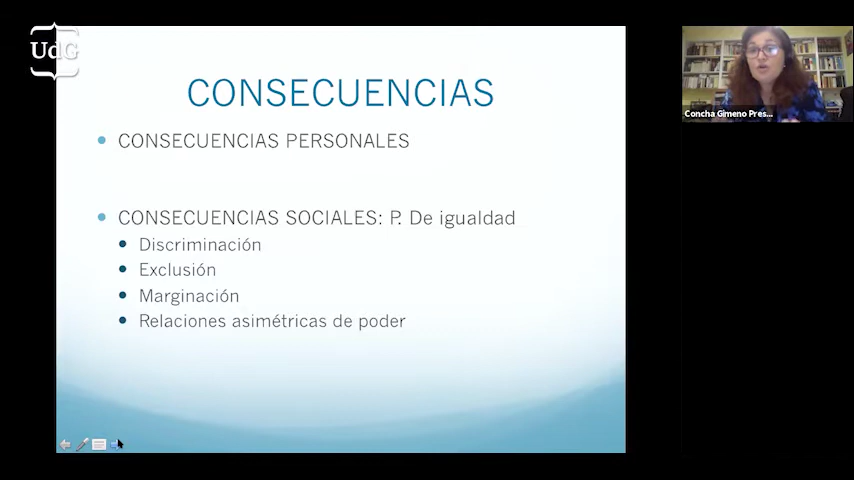 UdG
CONSECUENCIAS
CONSECUENCIAS PERSONALES
CONSECUENCIAS SOCIALES: P. De igualdad
Discriminación
Exclusión
Marginación
Relaciones asimétricas de poder
Concha Gimeno Pres...